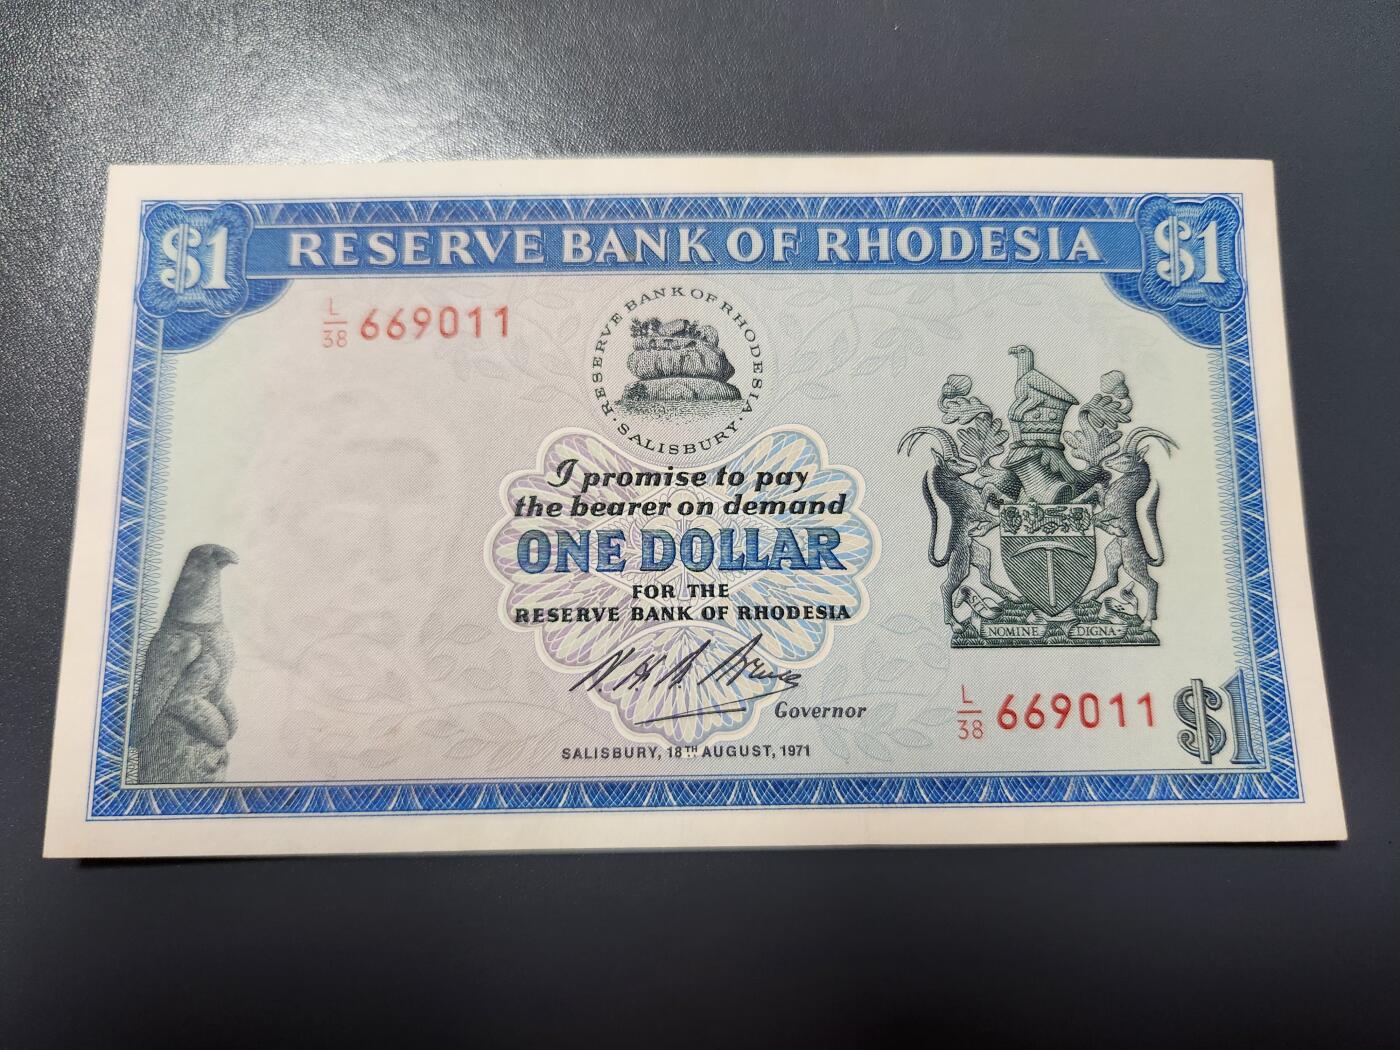 $1 RESERVE BANK OF RHODESIA $1
L/38 669011
RESERVE BANK OF RHODESIA
· SALISBURY ·
I promise to pay
the bearer on demand
ONE DOLLAR
FOR THE
RESERVE BANK OF RHODESIA
Governor
SALISBURY, 18TH AUGUST, 1971
NOMINE DIGNA
L/38 669011 $1